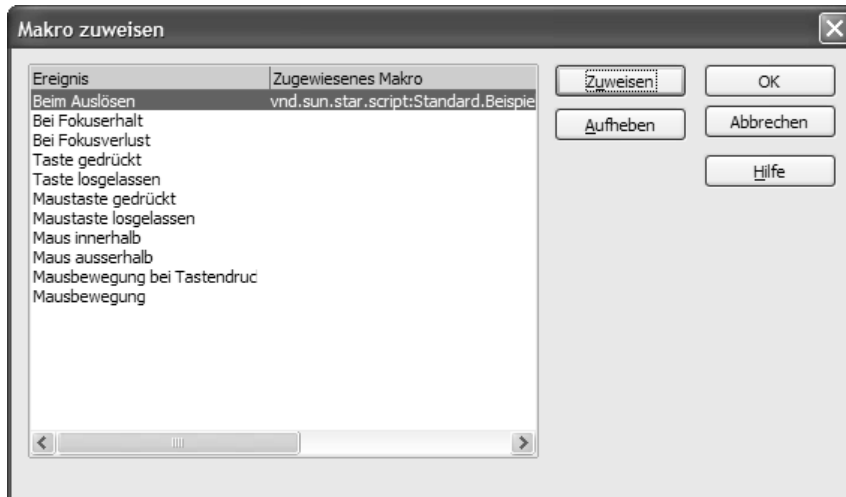 Makro zuweisen
Ereignis Zugewiesenes Makro
Beim Auslösen vnd.sun.star.script:Standard.Beispie
Bei Fokuserhalt
Bei Fokusverlust
Taste gedrückt
Taste losgelassen
Maustaste gedrückt
Maustaste losgelassen
Maus innerhalb
Maus ausserhalb
Mausbewegung bei Tastendruc
Mausbewegung
Zuweisen
Aufheben
OK
Abbrechen
Hilfe